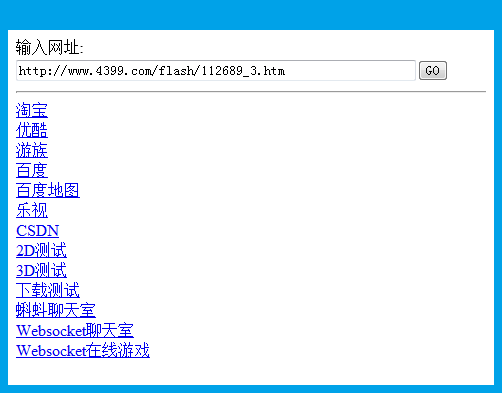 输入网址:
http://www.4399.com/flash/112689_3.htm GO
淘宝
优酷
游族
百度
百度地图
乐视
CSDN
2D测试
3D测试
下载测试
蝌蚪聊天室
Websocket聊天室
Websocket在线游戏